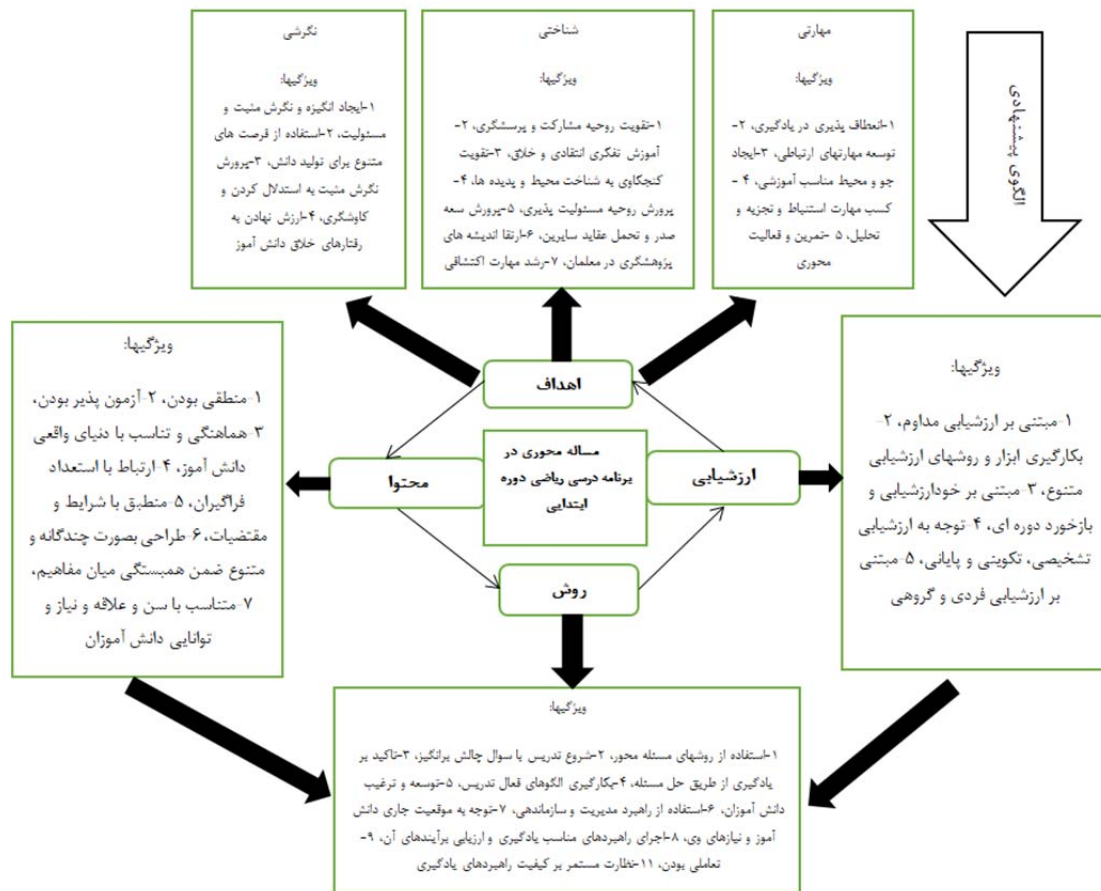 الگوی پیشنهادی
مهارتی
ویژگیها:
۱-انعطاف پذیری در یادگیری، ۲-
توسعه مهارتهای ارتباطی، ۳-ایجاد
جو و محیط مناسب آموزشی، ۴-
کسب مهارت استنباط و تجزیه و
تحلیل، ۵-تمرین و فعالیت
محوری
شناختی
ویژگیها:
۱-تقویت روحیه مشارکت و پرسشگری، ۲-
آموزش تفکری انتقادی و خلاق، ۳-تقویت
کنجکاوی به شناخت محیط و پدیده ها، ۴-
پرورش روحیه مسئولیت پذیری، ۵-پرورش سعه
صدر و تحمل عقاید سایرین، ۶-ارتقا اندیشه های
پژوهشگری در معلمان، ۷-رشد مهارت اکتشافی
نگرشی
ویژگیها:
۱-ایجاد انگیزه و نگرش مثبت و
مسئولیت، ۲-استفاده از فرصت های
متنوع برای تولید دانش، ۳-پرورش
نگرش مثبت به استدلال کردن و
کاوشگری، ۴-ارزش نهادن به
رفتارهای خلاق دانش آموز
اهداف
ارزشیابی
مساله محوری در
برنامه درسی ریاضی دوره
ابتدایی
محتوا
روش
ویژگیها:
۱-مبتنی بر ارزشیابی مداوم، ۲-
بکارگیری ابزار و روشهای ارزشیابی
متنوع، ۳-مبتنی بر خودارزشیابی و
بازخورد دوره ای، ۴-توجه به ارزشیابی
تشخیصی، تکوینی و پایانی، ۵-مبتنی
بر ارزشیابی فردی و گروهی
ویژگیها:
۱-منطقی بودن، ۲-آزمون پذیر بودن،
۳-هماهنگی و تناسب با دنیای واقعی
دانش آموز، ۴-ارتباط با استعداد
فراگیران، ۵-منطبق با شرایط و
مقتضیات، ۶-طراحی بصورت چندگانه و
متنوع ضمن همبستگی میان مفاهیم،
۷-متناسب با سن و علاقه و نیاز و
توانایی دانش آموزان
ویژگیها:
۱-استفاده از روشهای مسئله محور، ۲-شروع تدریس با سوال چالش برانگیز، ۳-تاکید بر
یادگیری از طریق حل مسئله، ۴-بکارگیری الگوهای فعال تدریس، ۵-توسعه و ترغیب
دانش آموزان، ۶-استفاده از راهبرد مدیریت و سازماندهی، ۷-توجه به موقعیت جاری دانش
آموز و نیازهای وی، ۸-اجرای راهبردهای مناسب یادگیری و ارزیابی برآیندهای آن، ۹-
تعاملی بودن، ۱۱-نظارت مستمر بر کیفیت راهبردهای یادگیری